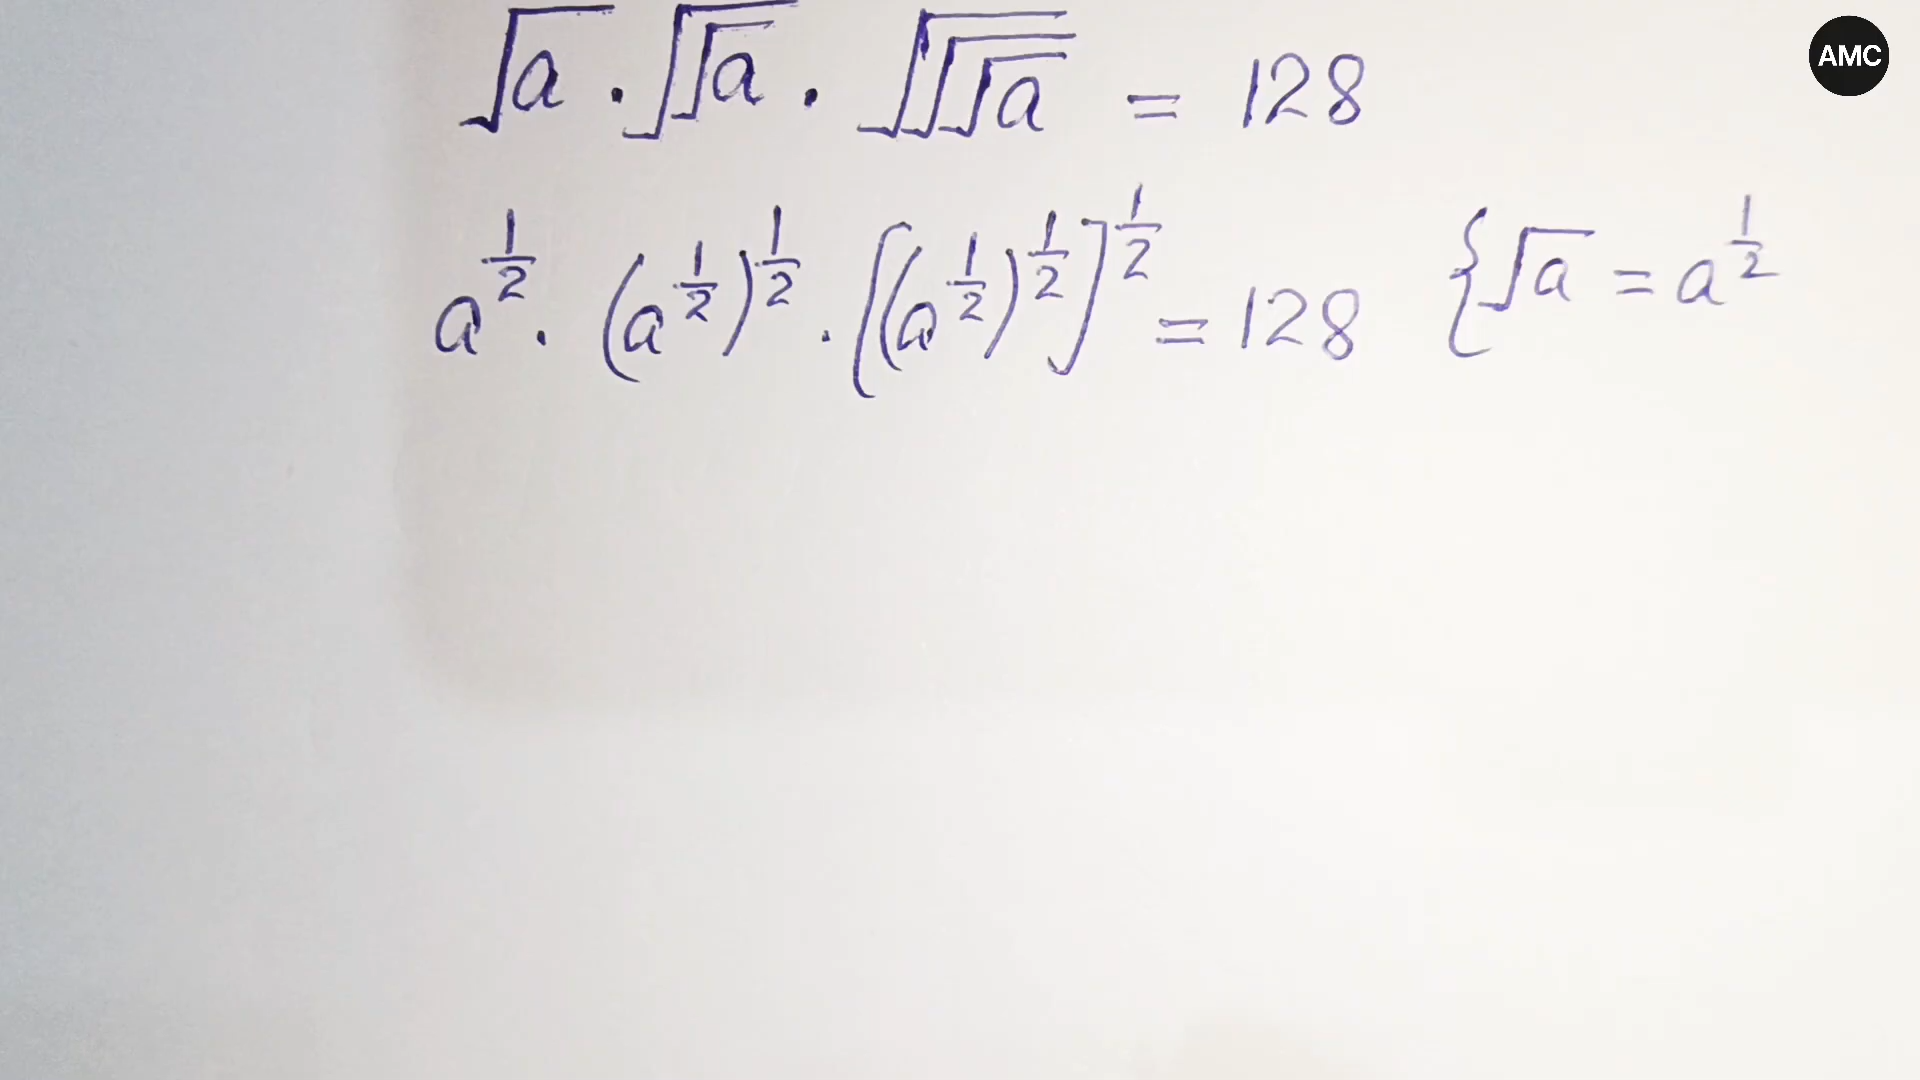 √a · √√a · √√√a = 128
a^(1/2) · (a^(1/2))^(1/2) · [((a^(1/2))^(1/2)]^(1/2) = 128 {√a = a^(1/2)
AMC